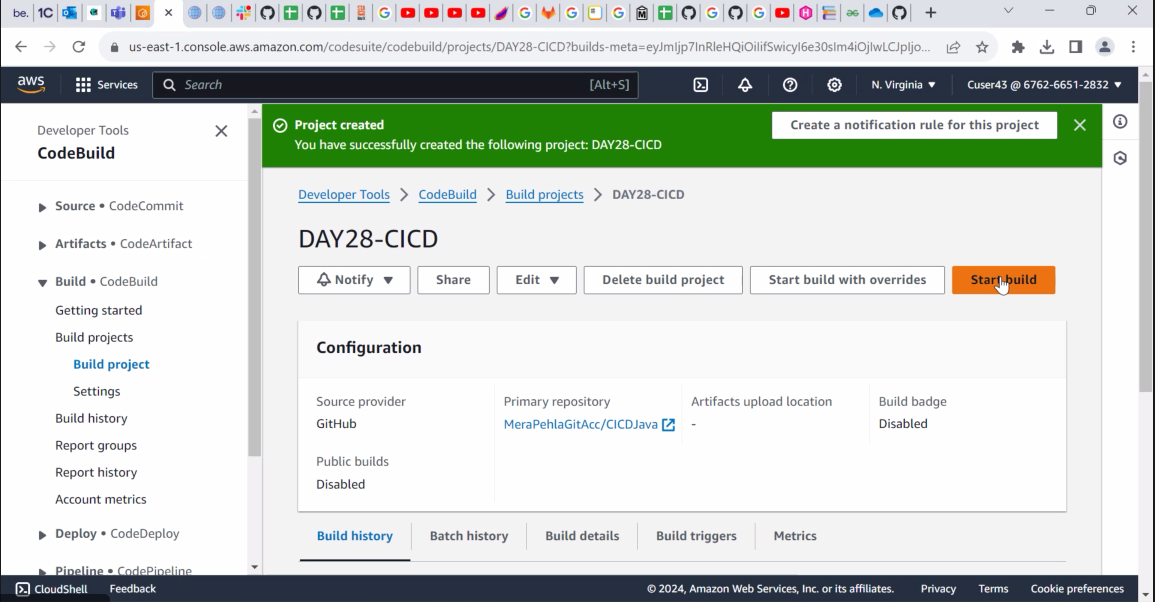 be.
1C
us-east-1.console.aws.amazon.com/codesuite/codebuild/projects/DAY28-CICD?builds-meta=eyJmIjp7InRleHQiOiIifSwicyI6e30sIm4iOjIwLCJpIjo...
aws
Services
Search
[Alt+S]
N. Virginia
Cuser43 @ 6762-6651-2832
Developer Tools
CodeBuild
Source • CodeCommit
Artifacts • CodeArtifact
Build • CodeBuild
Getting started
Build projects
Build project
Settings
Build history
Report groups
Report history
Account metrics
Deploy • CodeDeploy
Pipeline • CodePipeline
Project created
You have successfully created the following project: DAY28-CICD
Create a notification rule for this project
Developer Tools
CodeBuild
Build projects
DAY28-CICD
DAY28-CICD
Notify
Share
Edit
Delete build project
Start build with overrides
Start build
Configuration
Source provider
GitHub
Primary repository
MeraPehlaGitAcc/CICDJava
Artifacts upload location
-
Build badge
Disabled
Public builds
Disabled
Build history
Batch history
Build details
Build triggers
Metrics
CloudShell
Feedback
© 2024, Amazon Web Services, Inc. or its affiliates.
Privacy
Terms
Cookie preferences